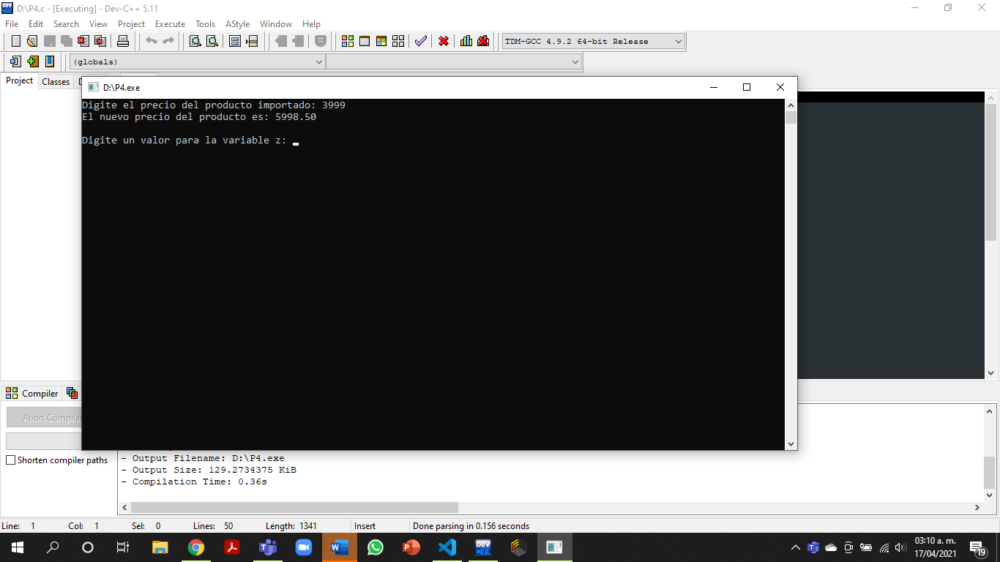 D:\P4.c - [Executing] - Dev-C++ 5.11
File Edit Search View Project Execute Tools AStyle Window Help
TDM-GCC 4.9.2 64-bit Release
(globals)
Project Classes
D:\P4.exe
Digite el precio del producto importado: 3999
El nuevo precio del producto es: 5998.50
Digite un valor para la variable z:
Compiler
Abort Compilat
Shorten compiler paths
- Output Filename: D:\P4.exe
- Output Size: 129.2734375 KiB
- Compilation Time: 0.36s
Line: 1 Col: 1 Sel: 0 Lines: 50 Length: 1341 Insert Done parsing in 0.156 seconds
03:10 a. m.
17/04/2021
19